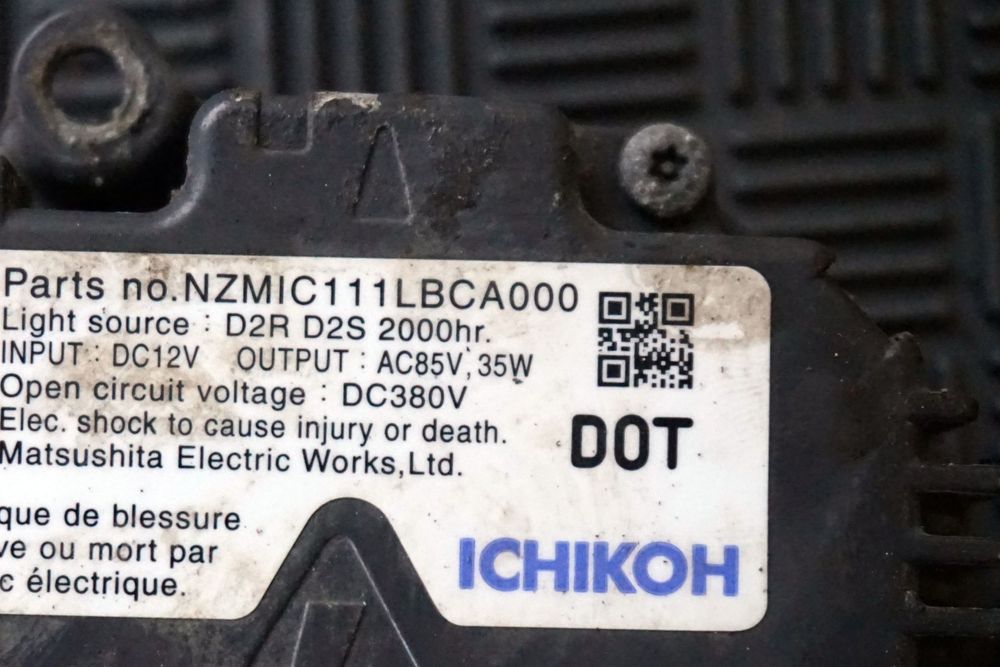 Parts no.NZMIC111LBCA000
Light source : D2R D2S 2000hr.
INPUT : DC12V OUTPUT : AC85V, 35W
Open circuit voltage : DC380V
Elec. shock to cause injury or death.
Matsushita Electric Works,Ltd.
DOT
que de blessure
ve ou mort par
c électrique.
ICHIKOH